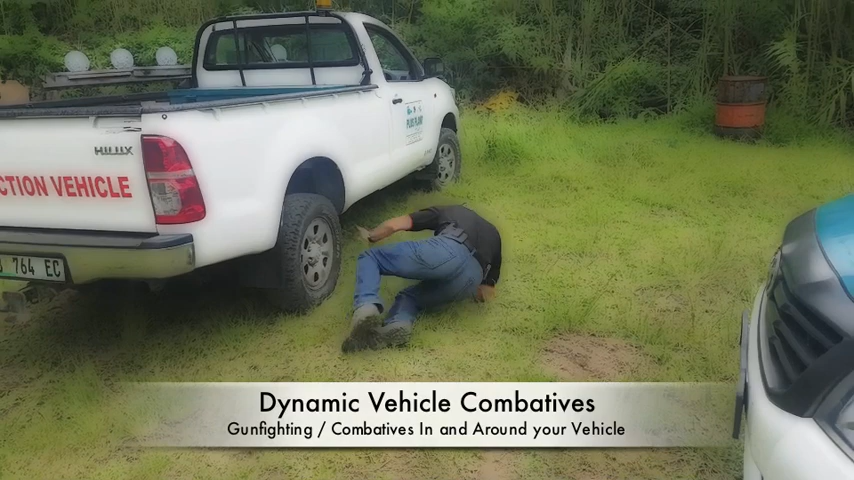 HILUX
CTION VEHICLE
764 EC
Dynamic Vehicle Combatives
Gunfighting / Combatives In and Around your Vehicle